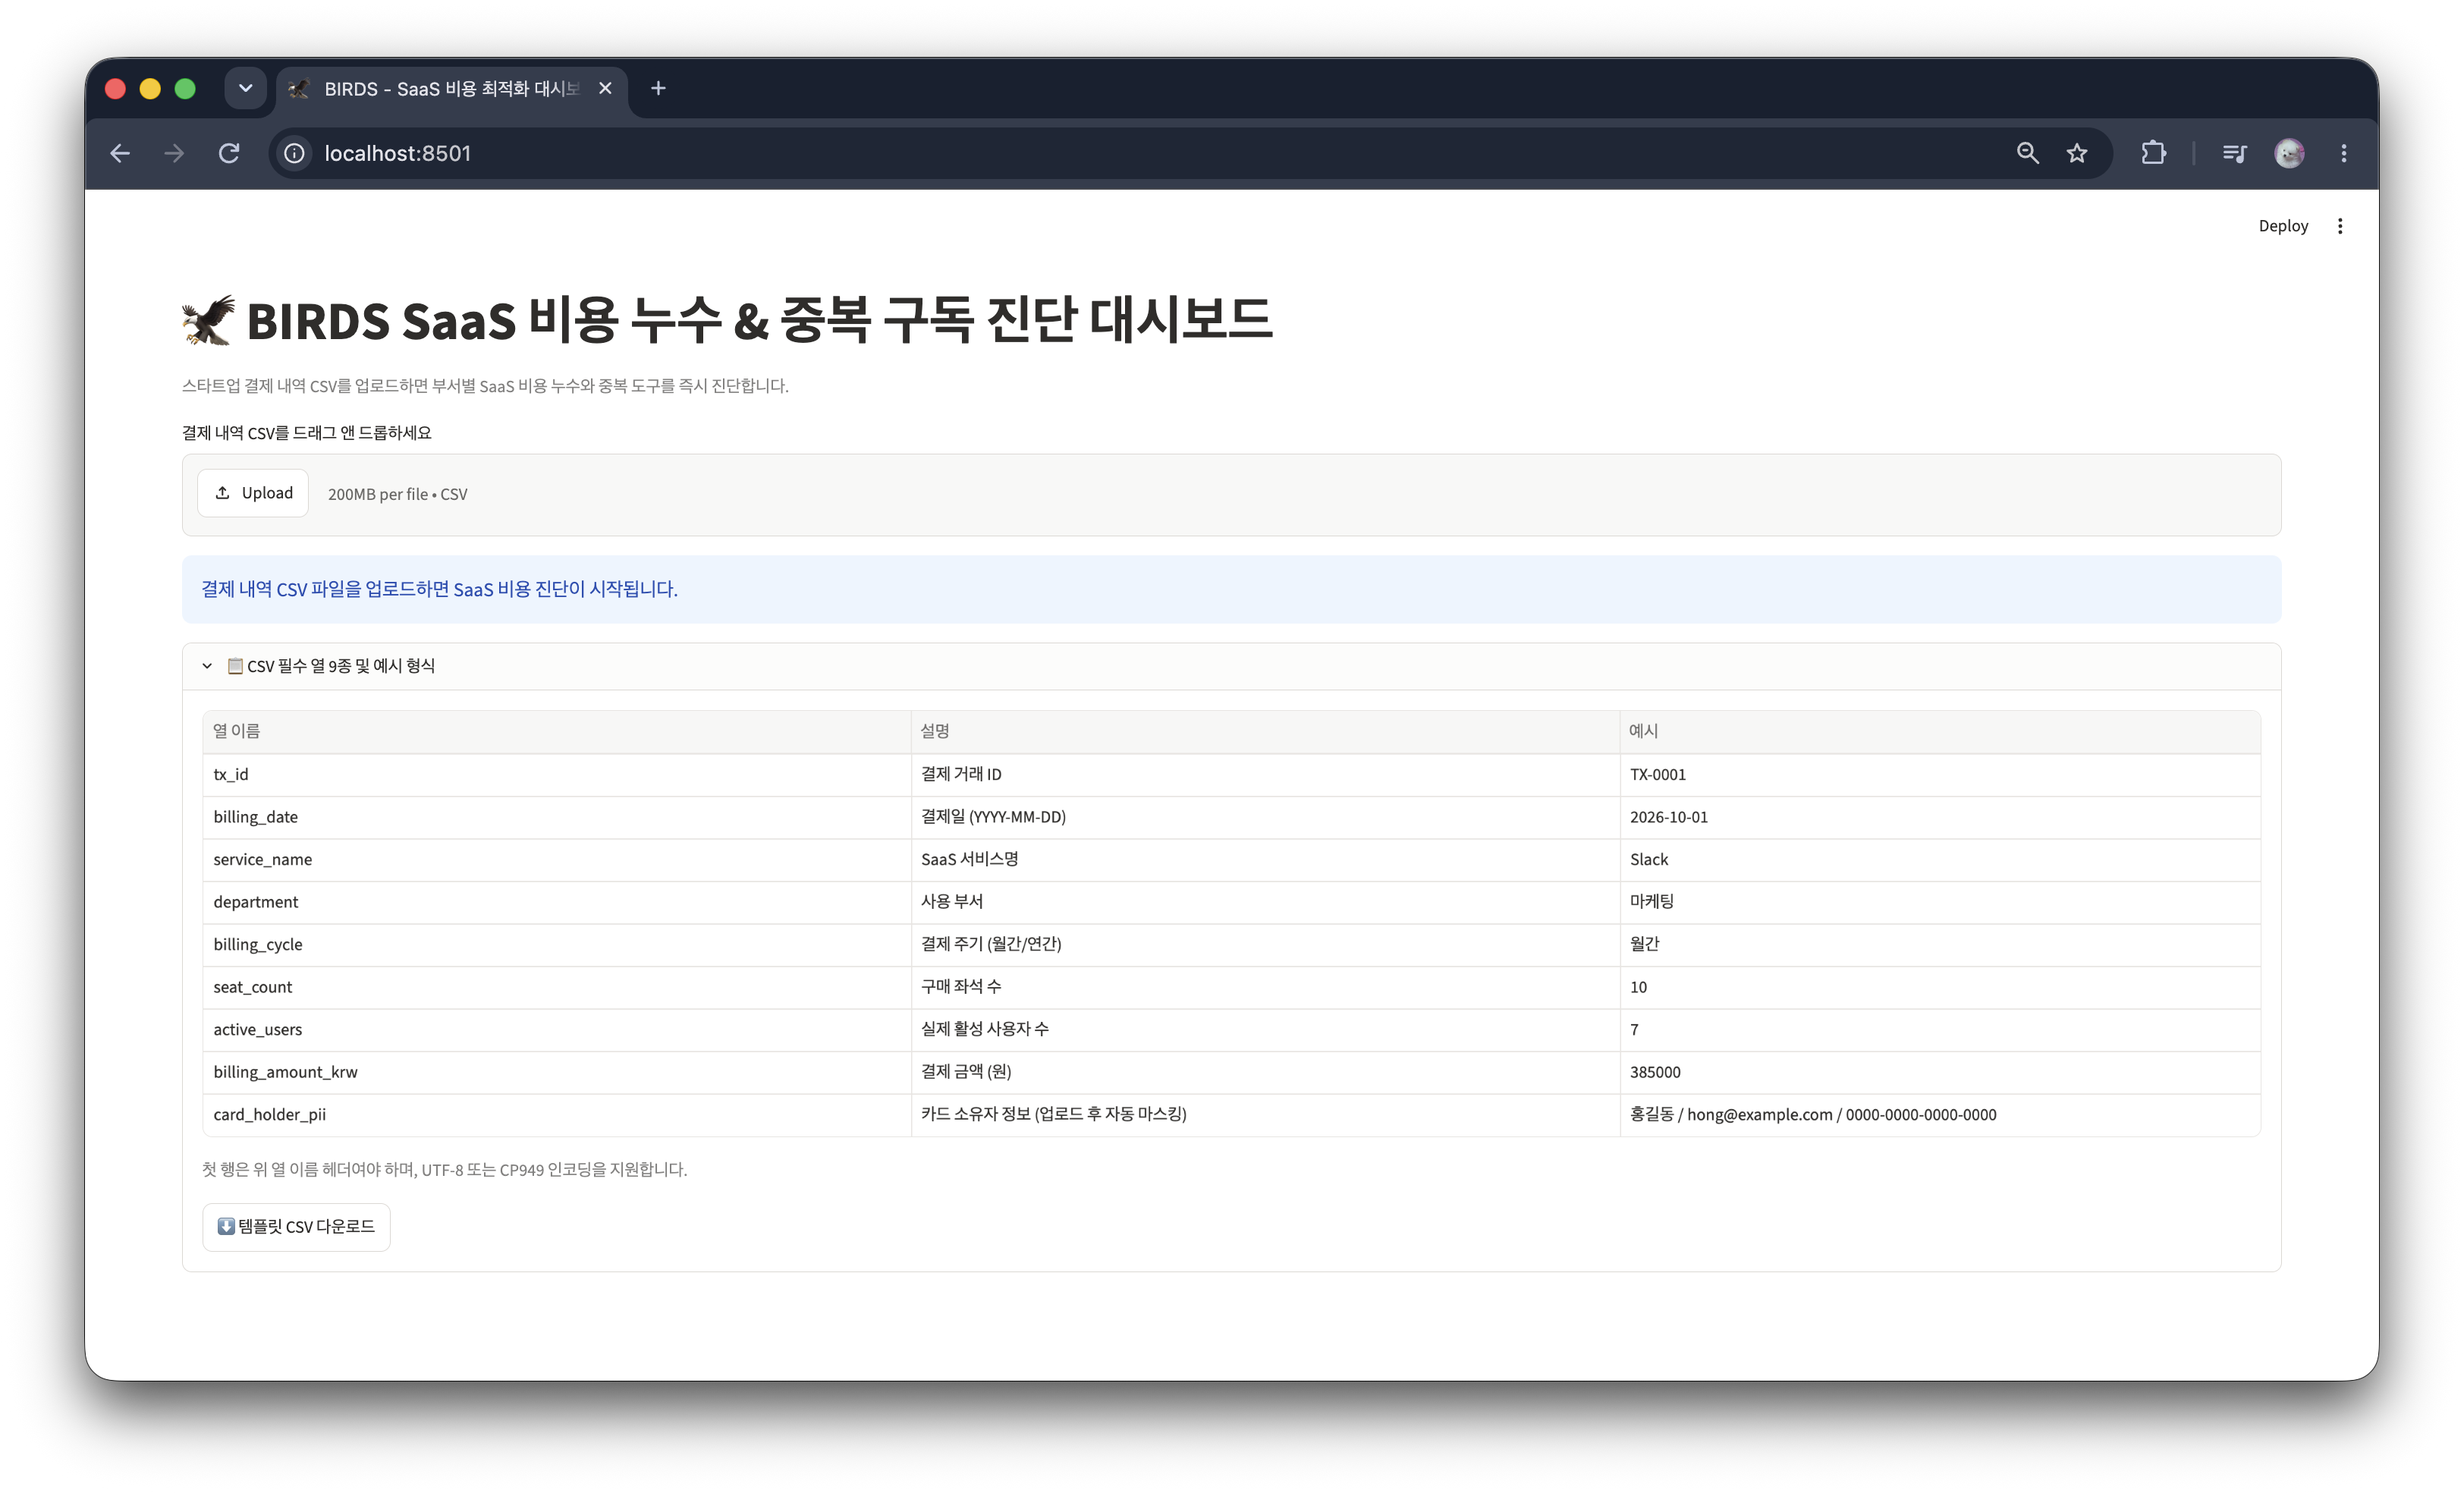 BIRDS - SaaS 비용 최적화 대시보
localhost:8501
Deploy
BIRDS SaaS 비용 누수 & 중복 구독 진단 대시보드
스타트업 결제 내역 CSV를 업로드하면 부서별 SaaS 비용 누수와 중복 도구를 즉시 진단합니다.
결제 내역 CSV를 드래그 앤 드롭하세요
Upload 200MB per file • CSV
결제 내역 CSV 파일을 업로드하면 SaaS 비용 진단이 시작됩니다.
CSV 필수 열 9종 및 예시 형식
열 이름 설명 예시
tx_id 결제 거래 ID TX-0001
billing_date 결제일 (YYYY-MM-DD) 2026-10-01
service_name SaaS 서비스명 Slack
department 사용 부서 마케팅
billing_cycle 결제 주기 (월간/연간) 월간
seat_count 구매 좌석 수 10
active_users 실제 활성 사용자 수 7
billing_amount_krw 결제 금액 (원) 385000
card_holder_pii 카드 소유자 정보 (업로드 후 자동 마스킹) 홍길동 / hong@example.com / 0000-0000-0000-0000
첫 행은 위 열 이름 헤더여야 하며, UTF-8 또는 CP949 인코딩을 지원합니다.
템플릿 CSV 다운로드